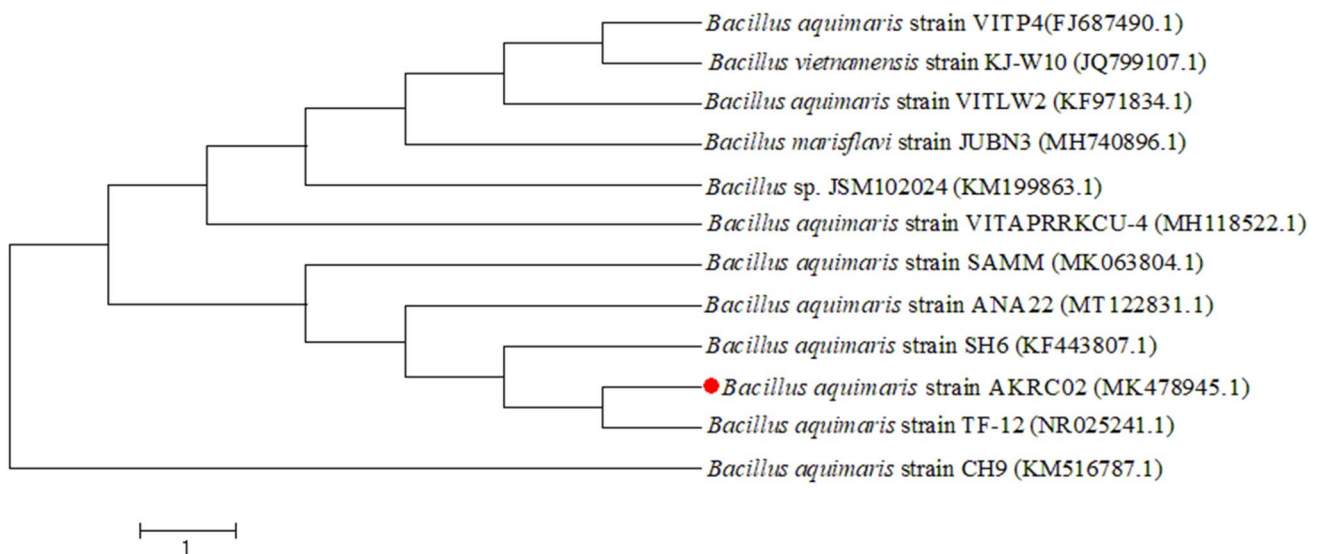 Bacillus aquimaris strain VITP4(FJ687490.1)
Bacillus vietnamensis strain KJ-W10 (JQ799107.1)
Bacillus aquimaris strain VITLW2 (KF971834.1)
Bacillus marisflavi strain JUBN3 (MH740896.1)
Bacillus sp. JSM102024 (KM199863.1)
Bacillus aquimaris strain VITAPRRKCU-4 (MH118522.1)
Bacillus aquimaris strain SAMM (MK063804.1)
Bacillus aquimaris strain ANA22 (MT122831.1)
Bacillus aquimaris strain SH6 (KF443807.1)
Bacillus aquimaris strain AKRC02 (MK478945.1)
Bacillus aquimaris strain TF-12 (NR025241.1)
Bacillus aquimaris strain CH9 (KM516787.1)
1